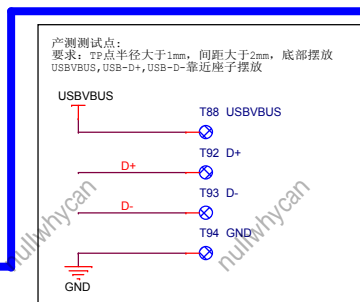 产测测试点:
要求: TP点半径大于1mm, 间距大于2mm, 底部摆放
USBVBUS,USB-D+,USB-D-靠近座子摆放
USBVBUS
T88 USBVBUS
T92 D+
D+
T93 D-
D-
T94 GND
GND
nullwhycan
nullwhycan